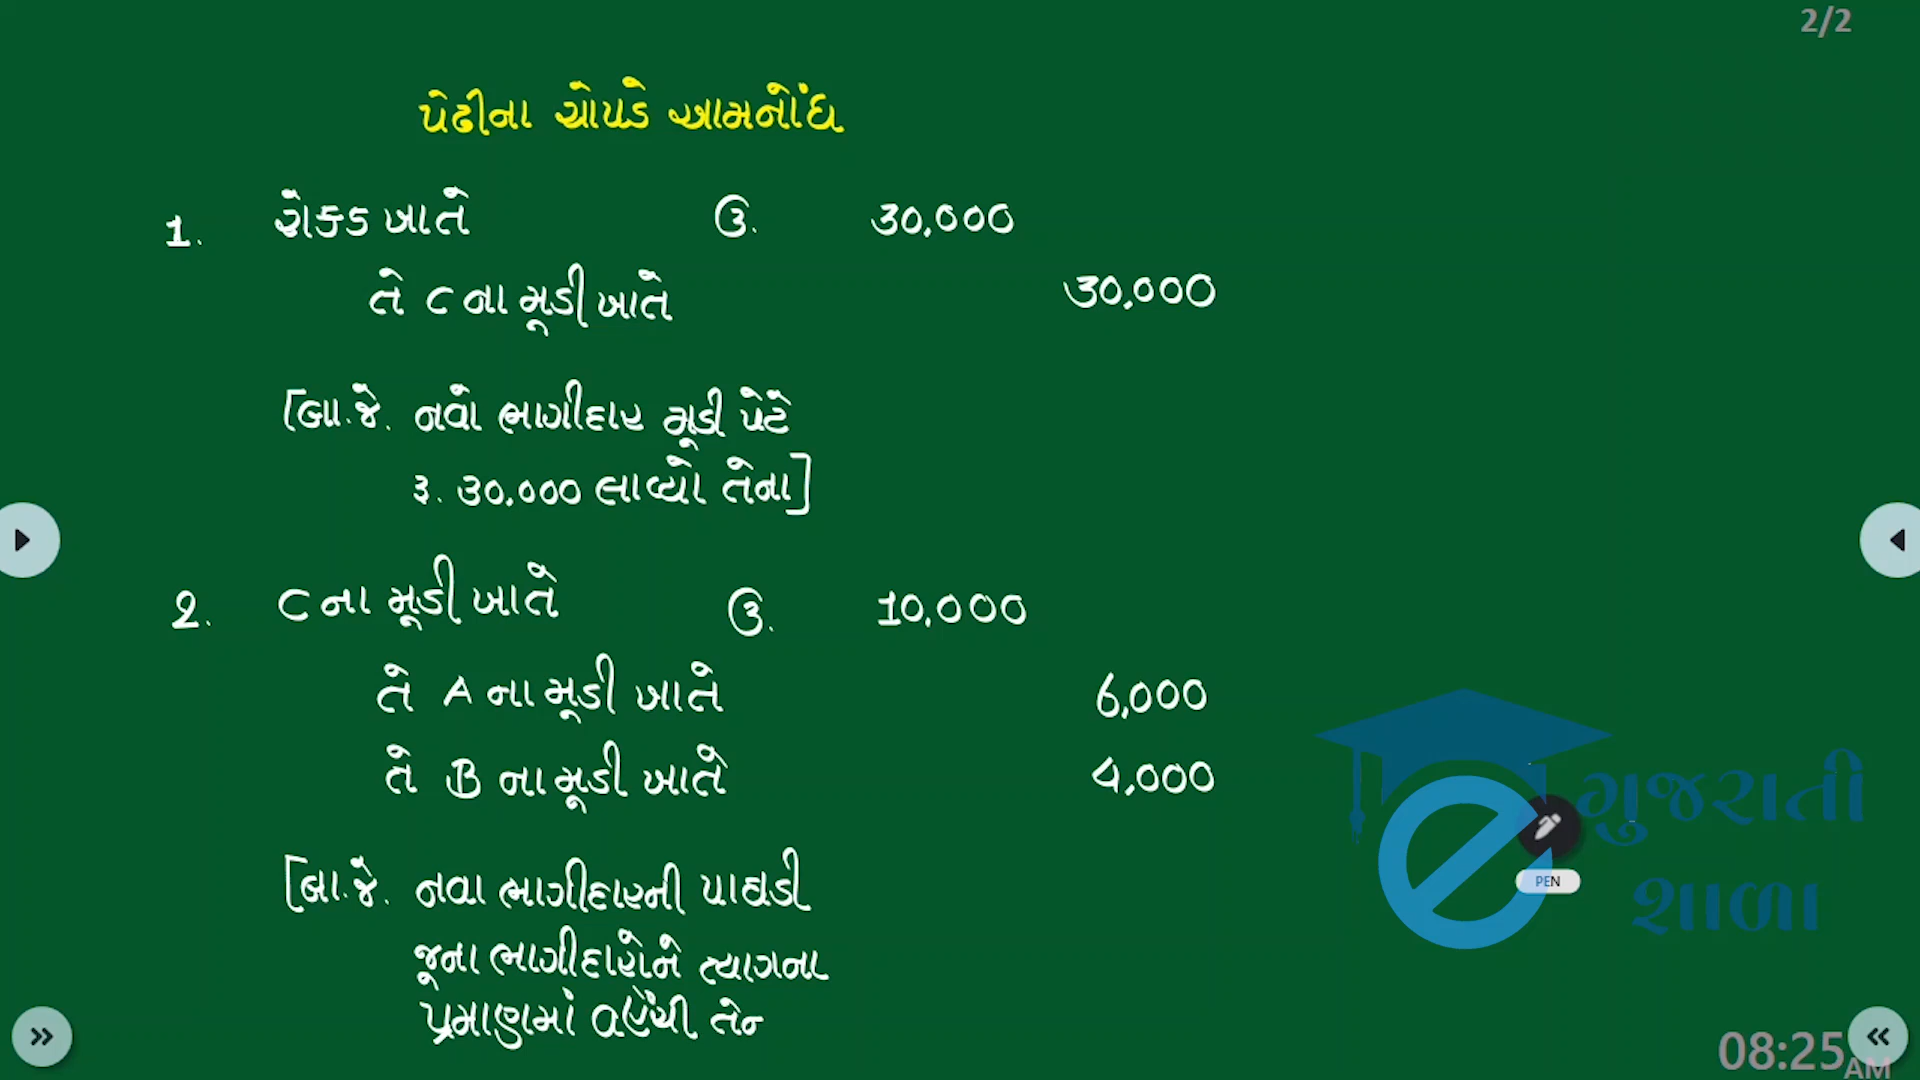 2/2
પેઢીના ચોપડે આમનોંધ
1. રોકડ ખાતે ઉ. 30,000
તે C ના મૂડી ખાતે 30,000
[બા.જે. નવો ભાગીદાર મૂડી પેટે
રૂ. 30,000 લાવ્યો તેના]
2. C ના મૂડી ખાતે ઉ. 10,000
તે A ના મૂડી ખાતે 6,000
તે B ના મૂડી ખાતે 4,000
[બા.જે. નવા ભાગીદારની પાઘડી
જૂના ભાગીદારોને ત્યાગના
પ્રમાણમાં વહેંચી તેન
e ગુજરાતી
શાળા
PEN
08:25 AM